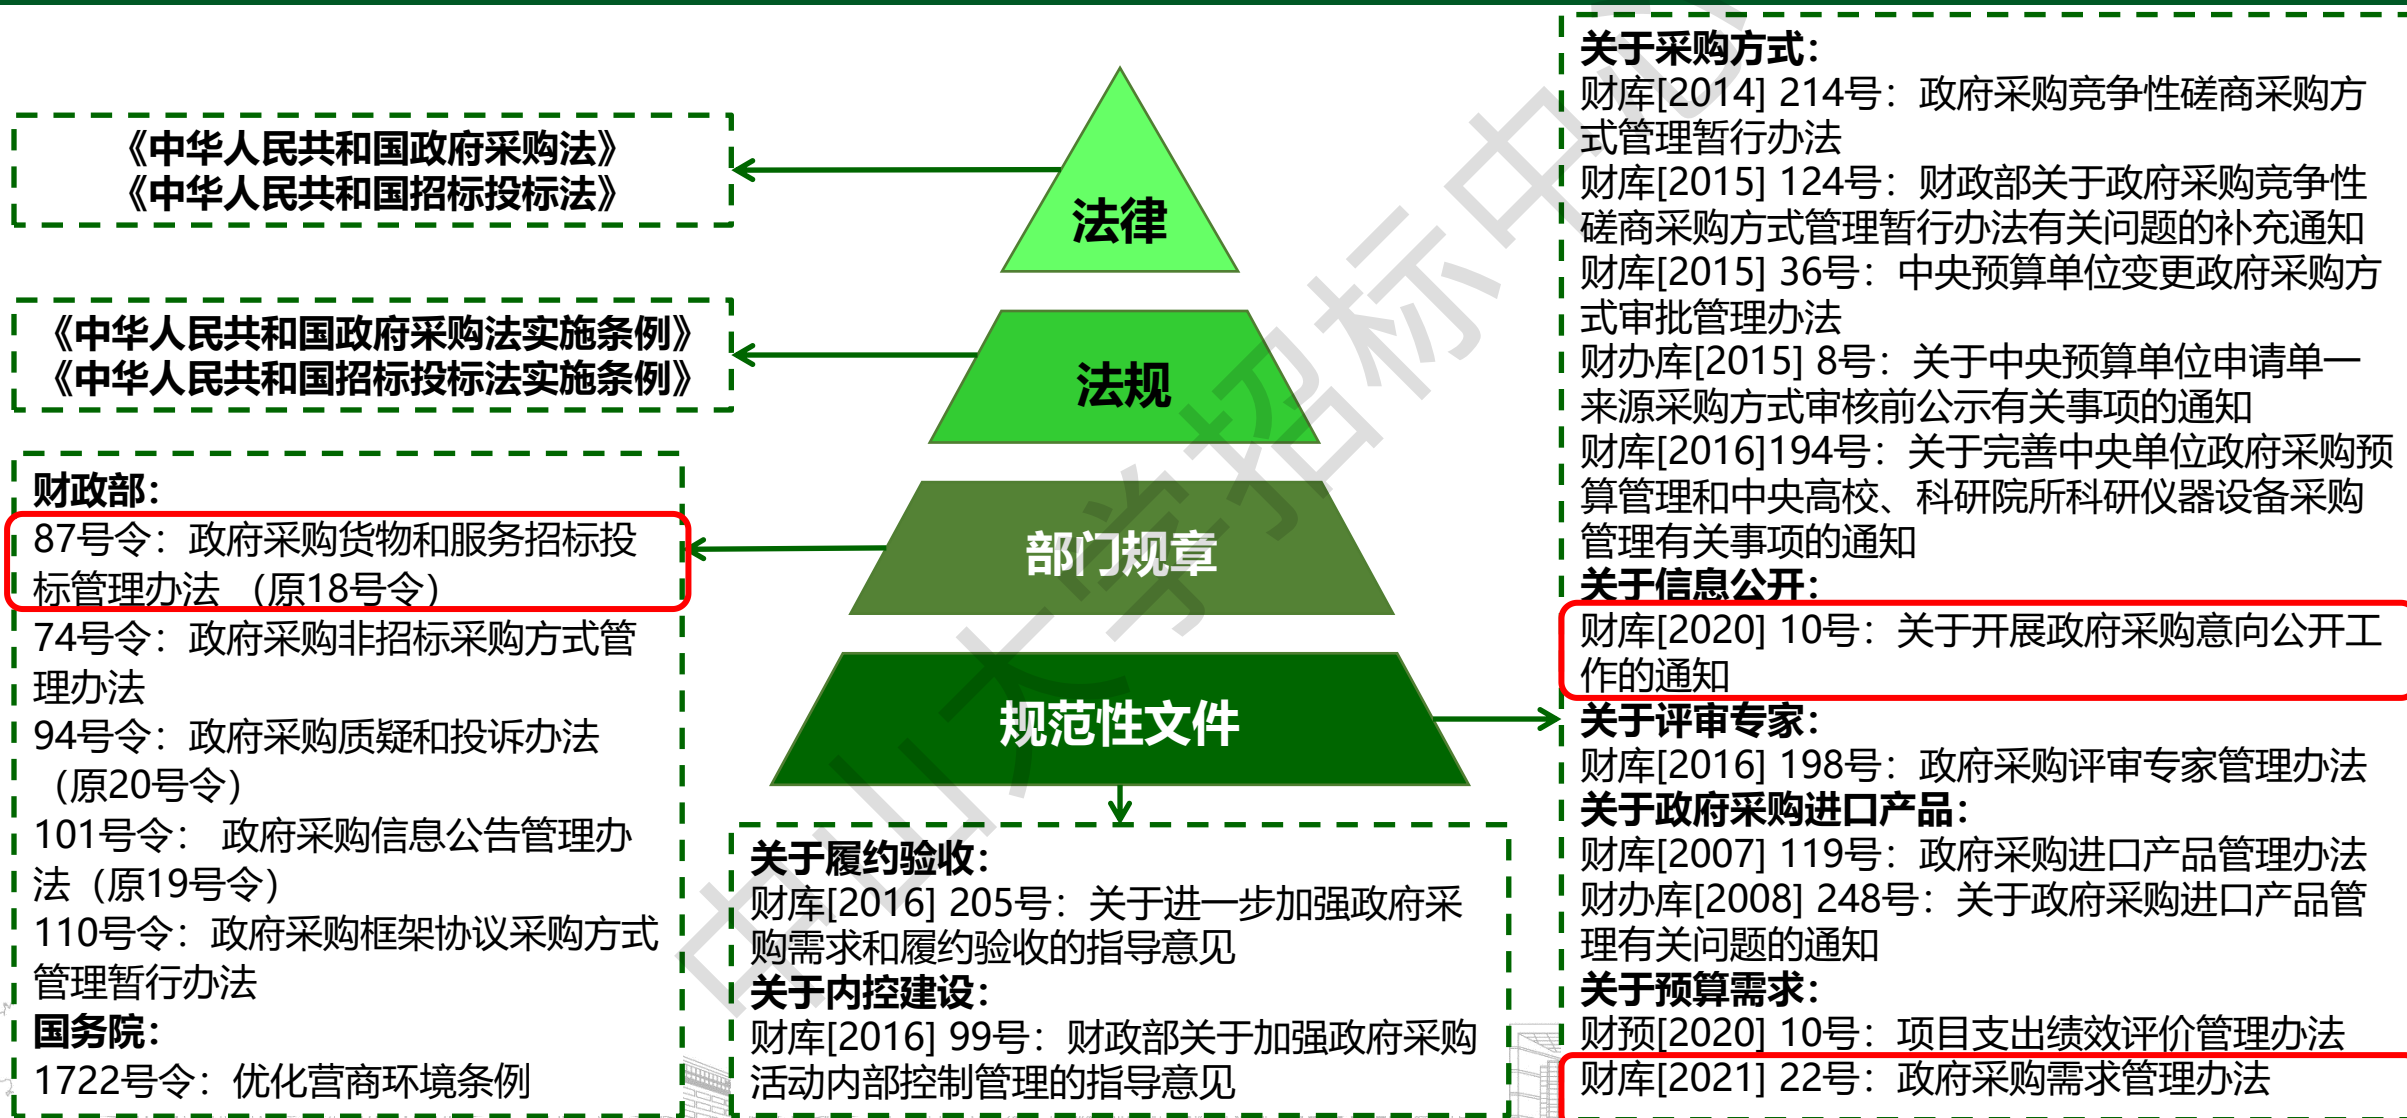 《中华人民共和国政府采购法》
《中华人民共和国招标投标法》
《中华人民共和国政府采购法实施条例》
《中华人民共和国招标投标法实施条例》
财政部：
87号令：政府采购货物和服务招标投
标管理办法 （原18号令）
74号令：政府采购非招标采购方式管
理办法
94号令：政府采购质疑和投诉办法
（原20号令）
101号令： 政府采购信息公告管理办
法（原19号令）
110号令：政府采购框架协议采购方式
管理暂行办法
国务院：
1722号令：优化营商环境条例
法律
法规
部门规章
规范性文件
关于履约验收：
财库[2016] 205号：关于进一步加强政府采
购需求和履约验收的指导意见
关于内控建设：
财库[2016] 99号：财政部关于加强政府采购
活动内部控制管理的指导意见
关于采购方式：
财库[2014] 214号：政府采购竞争性磋商采购方
式管理暂行办法
财库[2015] 124号：财政部关于政府采购竞争性
磋商采购方式管理暂行办法有关问题的补充通知
财库[2015] 36号：中央预算单位变更政府采购方
式审批管理办法
财办库[2015] 8号：关于中央预算单位申请单一
来源采购方式审核前公示有关事项的通知
财库[2016]194号：关于完善中央单位政府采购预
算管理和中央高校、科研院所科研仪器设备采购
管理有关事项的通知
关于信息公开：
财库[2020] 10号：关于开展政府采购意向公开工
作的通知
关于评审专家：
财库[2016] 198号：政府采购评审专家管理办法
关于政府采购进口产品：
财库[2007] 119号：政府采购进口产品管理办法
财办库[2008] 248号：关于政府采购进口产品管
理有关问题的通知
关于预算需求：
财预[2020] 10号：项目支出绩效评价管理办法
财库[2021] 22号：政府采购需求管理办法
中山大学招标中心